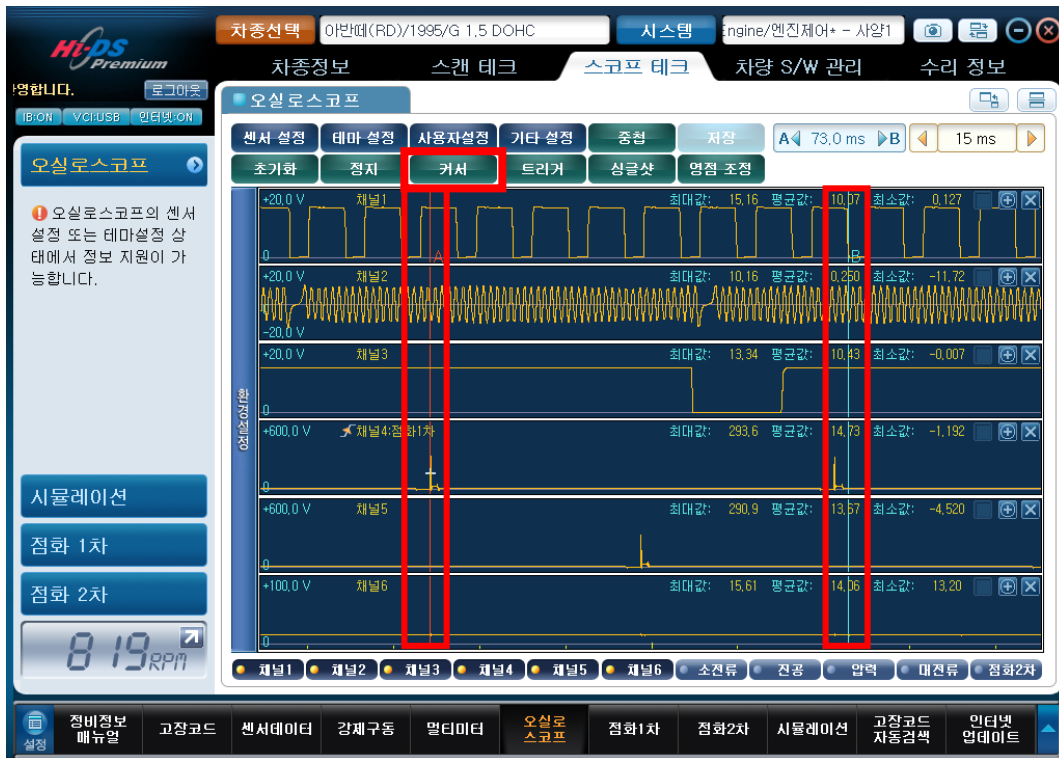 Hi-DS
Premium
차종선택 아반떼(RD)/1995/G 1.5 DOHC 시스템 Engine/엔진제어* - 사양1
차종정보 스캔 테크 스코프 테크 차량 S/W 관리 수리 정보
영합니다. 로그아웃
IB:ON VCI:USB 인터넷:ON
오실로스코프
오실로스코프의 센서
설정 또는 테마설정 상
태에서 정보 지원이 가
능합니다.
시뮬레이션
점화 1차
점화 2차
819 RPM
오실로스코프
센서 설정 테마 설정 사용자설정 기타 설정 중첩 저장 A 73,0 ms B 15 ms
초기화 정지 커서 트리거 싱글샷 영점 조정
환경설정
+20,0 V 채널1 최대값: 15,16 평균값: 10,07 최소값: 0,127
0 A B
+20,0 V 채널2 최대값: 10,16 평균값: 0,260 최소값: -11,72
-20,0 V
+20,0 V 채널3 최대값: 13,34 평균값: 10,43 최소값: -0,007
0
+600,0 V 채널4:점화1차 최대값: 293,6 평균값: 14,73 최소값: -1,192
0
+600,0 V 채널5 최대값: 290,9 평균값: 13,67 최소값: -4,520
0
+100,0 V 채널6 최대값: 15,61 평균값: 14,06 최소값: 13,20
0
채널1 채널2 채널3 채널4 채널5 채널6 소전류 진공 압력 대전류 점화2차
설정
정비정보 매뉴얼 고장코드 센서데이터 강제구동 멀티미터 오실로 스코프 점화1차 점화2차 시뮬레이션 고장코드 자동검색 인터넷 업데이트